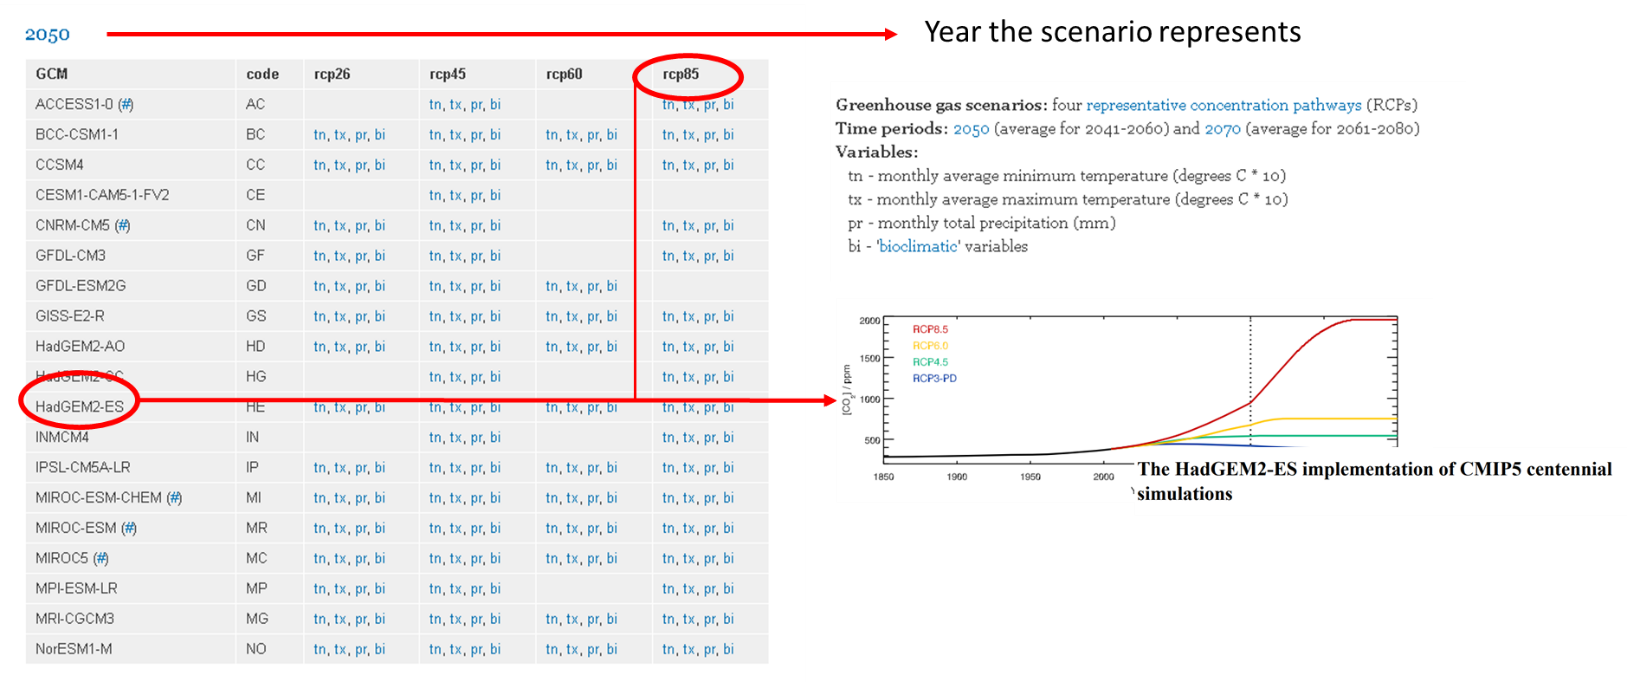 2050
Year the scenario represents
GCM code rcp26 rcp45 rcp60 rcp85
ACCESS1-0 (#) AC tn, tx, pr, bi tn, tx, pr, bi
BCC-CSM1-1 BC tn, tx, pr, bi tn, tx, pr, bi tn, tx, pr, bi tn, tx, pr, bi
CCSM4 CC tn, tx, pr, bi tn, tx, pr, bi tn, tx, pr, bi tn, tx, pr, bi
CESM1-CAM5-1-FV2 CE tn, tx, pr, bi
CNRM-CM5 (#) CN tn, tx, pr, bi tn, tx, pr, bi tn, tx, pr, bi
GFDL-CM3 GF tn, tx, pr, bi tn, tx, pr, bi tn, tx, pr, bi
GFDL-ESM2G GD tn, tx, pr, bi tn, tx, pr, bi tn, tx, pr, bi
GISS-E2-R GS tn, tx, pr, bi tn, tx, pr, bi tn, tx, pr, bi tn, tx, pr, bi
HadGEM2-AO HD tn, tx, pr, bi tn, tx, pr, bi tn, tx, pr, bi tn, tx, pr, bi
HadGEM2-CC HG tn, tx, pr, bi tn, tx, pr, bi
HadGEM2-ES HE tn, tx, pr, bi tn, tx, pr, bi tn, tx, pr, bi tn, tx, pr, bi
INMCM4 IN tn, tx, pr, bi tn, tx, pr, bi
IPSL-CM5A-LR IP tn, tx, pr, bi tn, tx, pr, bi tn, tx, pr, bi tn, tx, pr, bi
MIROC-ESM-CHEM (#) MI tn, tx, pr, bi tn, tx, pr, bi tn, tx, pr, bi tn, tx, pr, bi
MIROC-ESM (#) MR tn, tx, pr, bi tn, tx, pr, bi tn, tx, pr, bi tn, tx, pr, bi
MIROC5 (#) MC tn, tx, pr, bi tn, tx, pr, bi tn, tx, pr, bi tn, tx, pr, bi
MPI-ESM-LR MP tn, tx, pr, bi tn, tx, pr, bi tn, tx, pr, bi
MRI-CGCM3 MG tn, tx, pr, bi tn, tx, pr, bi tn, tx, pr, bi tn, tx, pr, bi
NorESM1-M NO tn, tx, pr, bi tn, tx, pr, bi tn, tx, pr, bi tn, tx, pr, bi
Greenhouse gas scenarios: four representative concentration pathways (RCPs)
Time periods: 2050 (average for 2041-2060) and 2070 (average for 2061-2080)
Variables:
tn - monthly average minimum temperature (degrees C * 10)
tx - monthly average maximum temperature (degrees C * 10)
pr - monthly total precipitation (mm)
bi - 'bioclimatic' variables
[CO2] / ppm
2000
1500
1000
500
RCP8.5
RCP6.0
RCP4.5
RCP3-PD
1850 1900 1950 2000
The HadGEM2-ES implementation of CMIP5 centennial
simulations